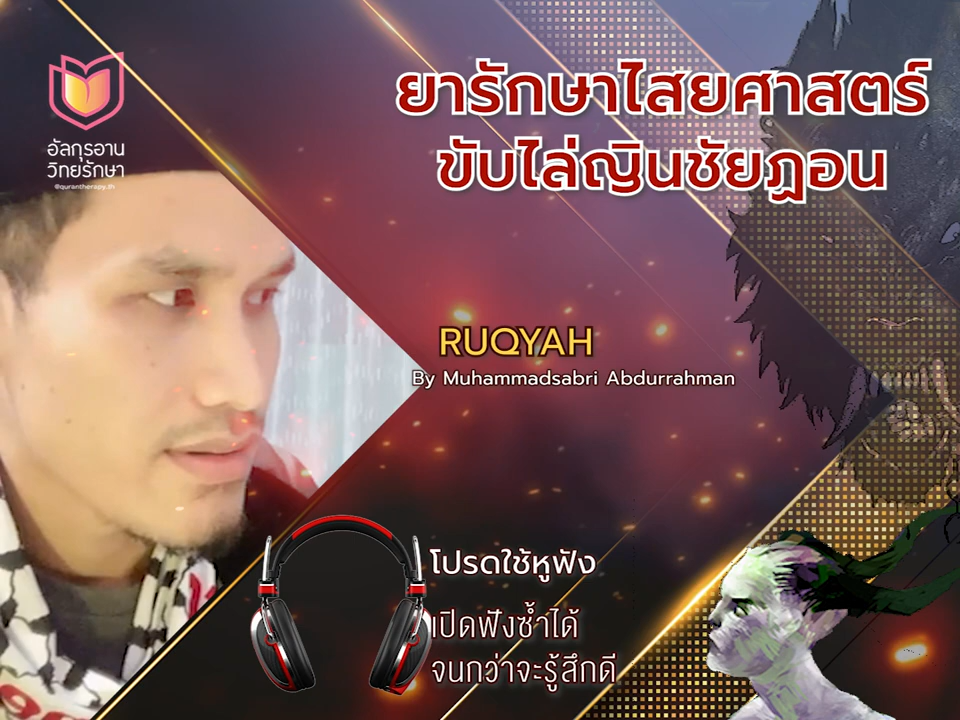 อัลกุรอาน
วิทยรักษา
@qurantherapy.th
ยารักษาไสยศาสตร์
ขับไล่ญินชัยฏอน
RUQYAH
By Muhammadsabri Abdurrahman
โปรดใช้หูฟัง
เปิดฟังซ้ำได้
จนกว่าจะรู้สึกดี